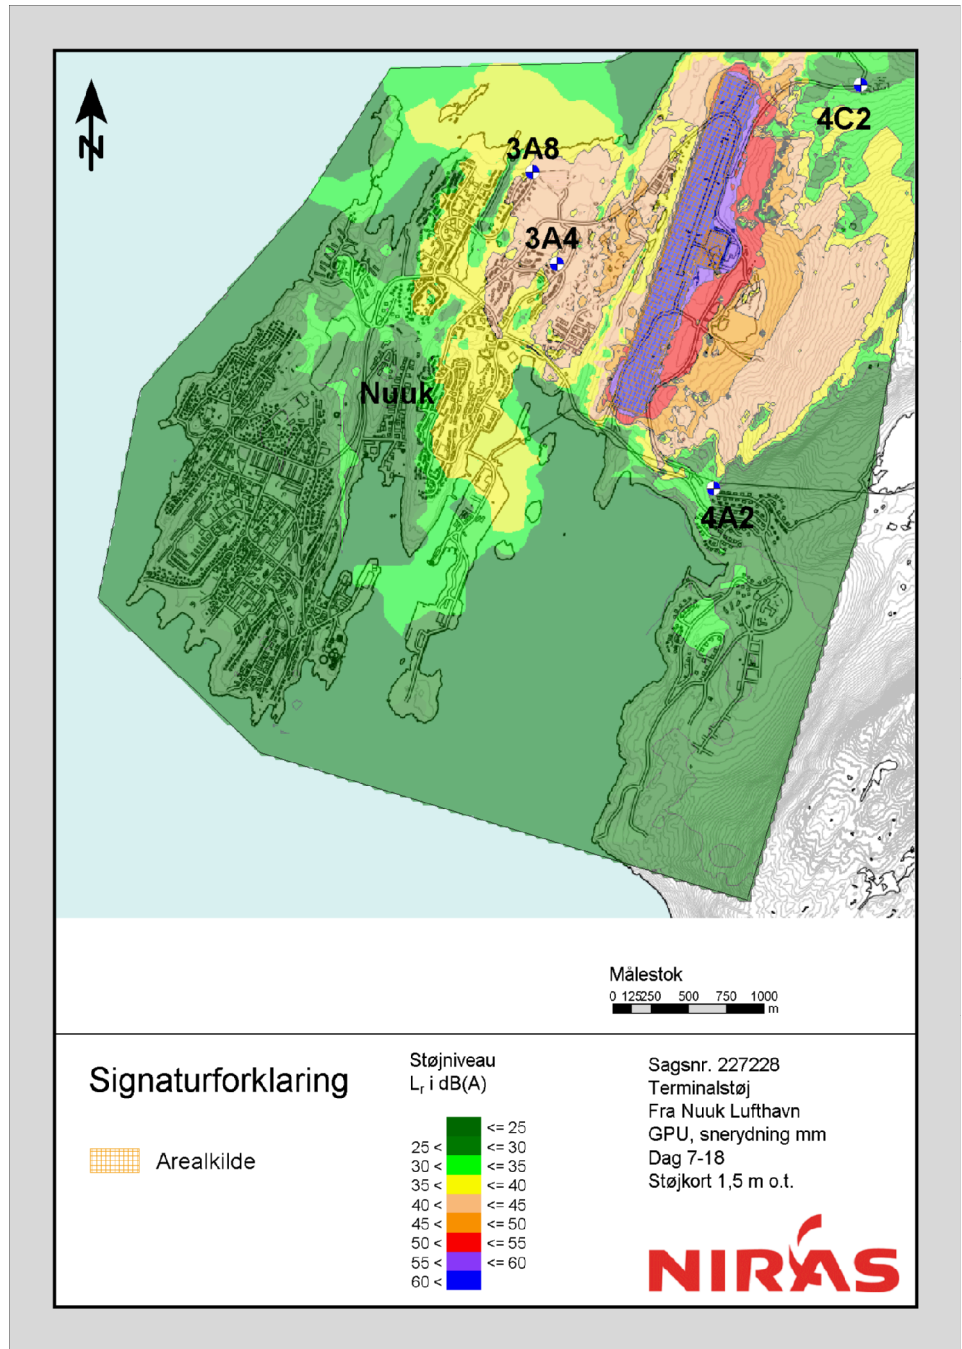 N
3A8
4C2
3A4
Nuuk
4A2
Målestok
0 125250 500 750 1000
m
Signaturforklaring
Arealkilde
Støjniveau
Lr i dB(A)
<= 25
25 < <= 30
30 < <= 35
35 < <= 40
40 < <= 45
45 < <= 50
50 < <= 55
55 < <= 60
60 <
Sagsnr. 227228
Terminalstøj
Fra Nuuk Lufthavn
GPU, snerydning mm
Dag 7-18
Støjkort 1,5 m o.t.
NIRAS